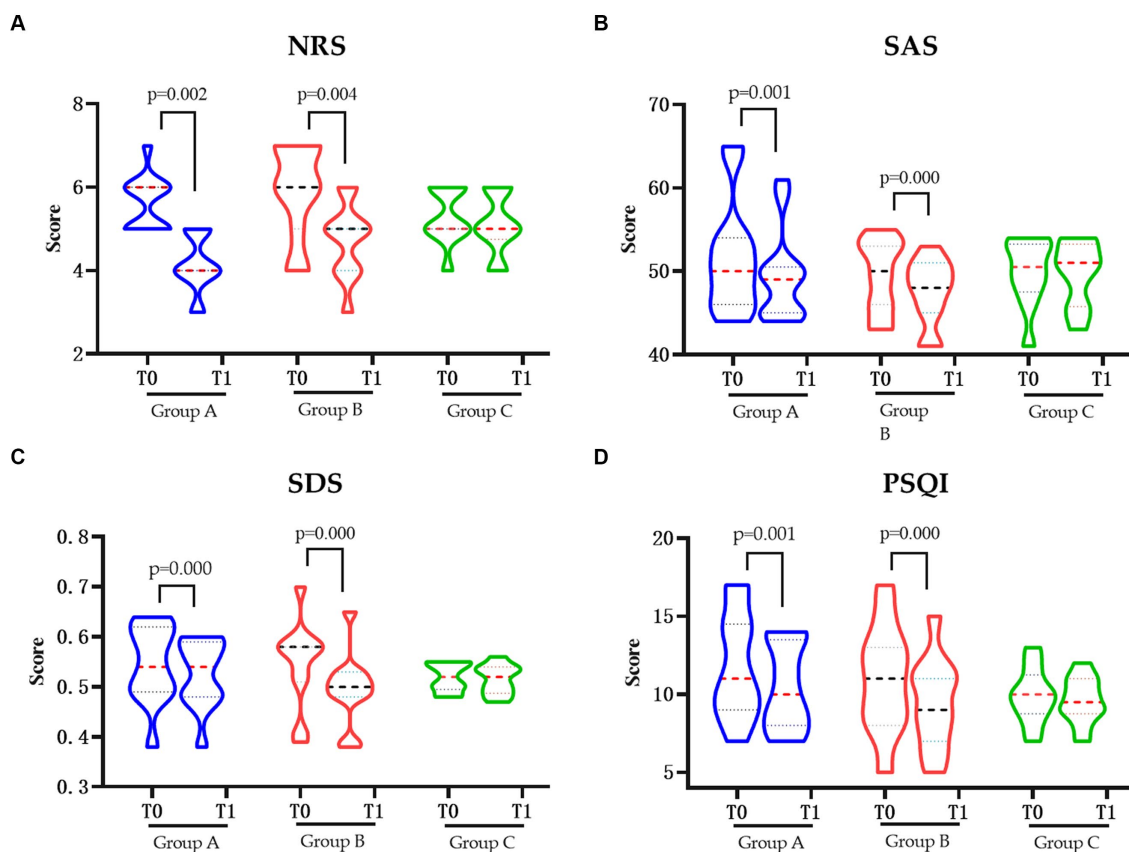 A
NRS
p=0.002
p=0.004
Score
8
6
4
2
T0 T1 T0 T1 T0 T1
Group A Group B Group C
B
SAS
p=0.001
p=0.000
Score
70
60
50
40
T0 T1 T0 T1 T0 T1
Group A Group Group C
B
C
SDS
p=0.000
p=0.000
Score
0.8
0.7
0.6
0.5
0.4
0.3
T0 T1 T0 T1 T0 T1
Group A Group B Group C
D
PSQI
p=0.001 p=0.000
Score
20
15
10
5
T0 T1 T0 T1 T0 T1
Group A Group B Group C